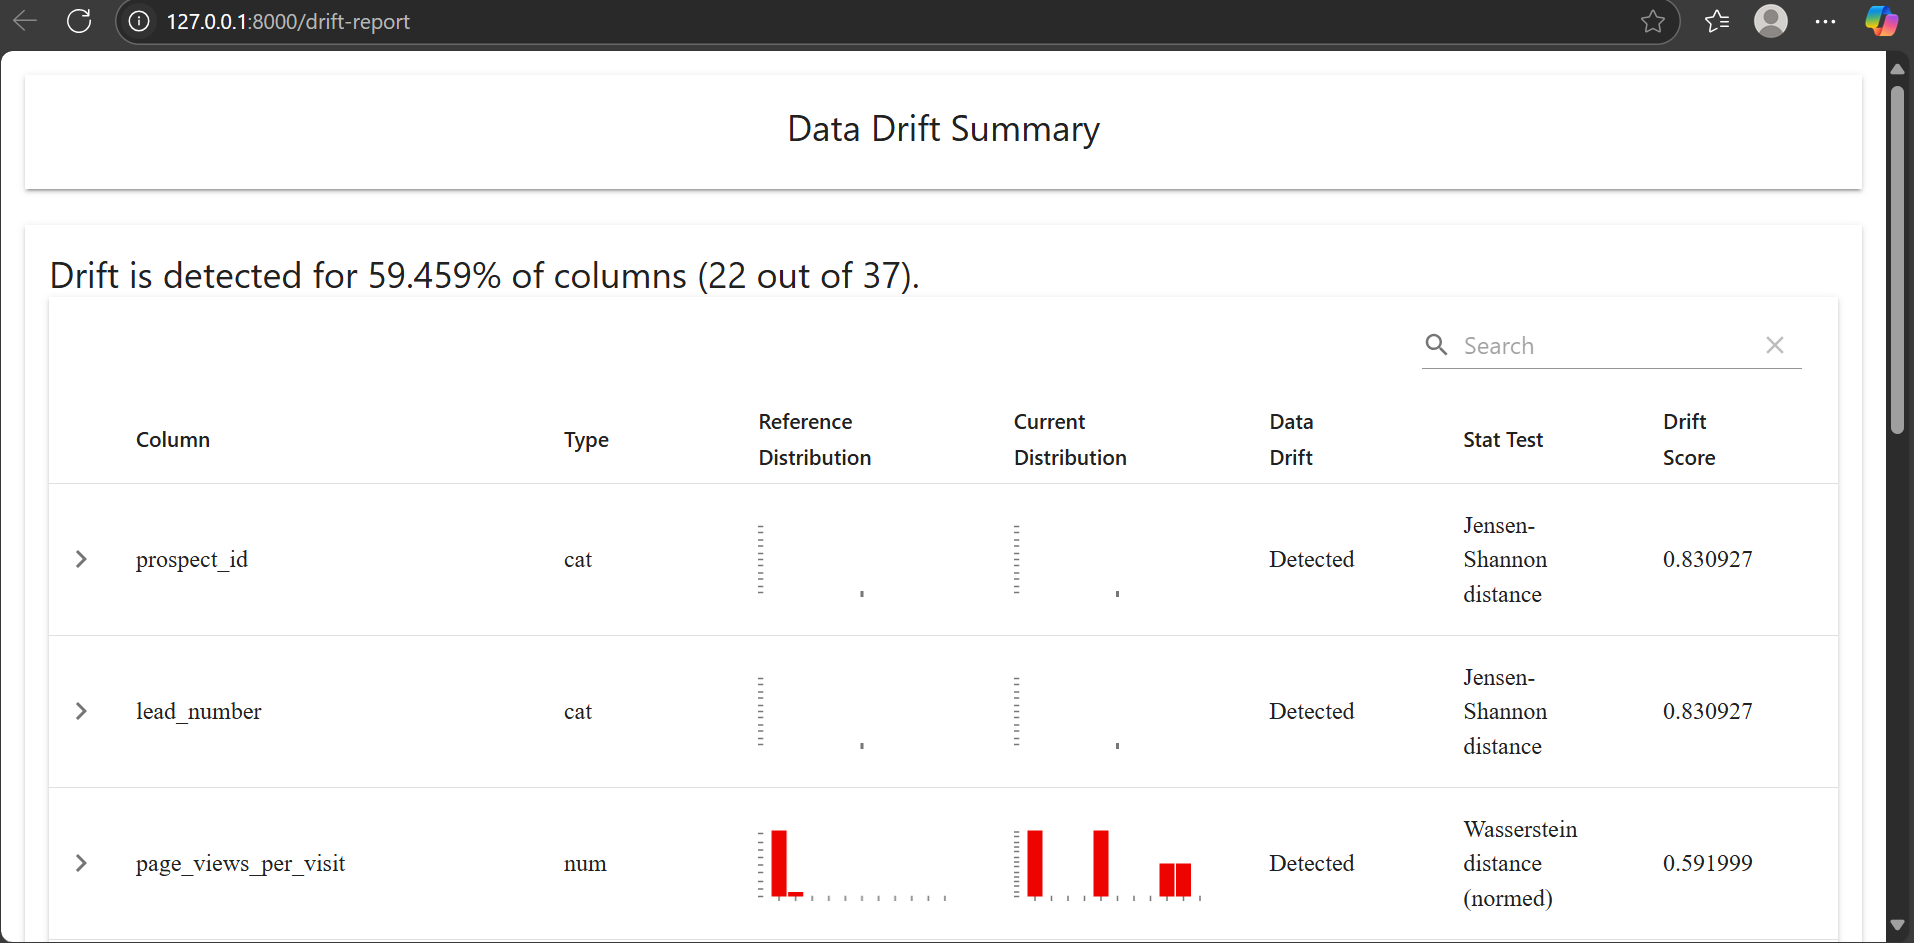 127.0.0.1:8000/drift-report
Data Drift Summary
Drift is detected for 59.459% of columns (22 out of 37).
Search
Column
Type
Reference
Distribution
Current
Distribution
Data
Drift
Stat Test
Drift
Score
prospect_id
cat
Detected
Jensen-
Shannon
distance
0.830927
lead_number
cat
Detected
Jensen-
Shannon
distance
0.830927
page_views_per_visit
num
Detected
Wasserstein
distance
(normed)
0.591999